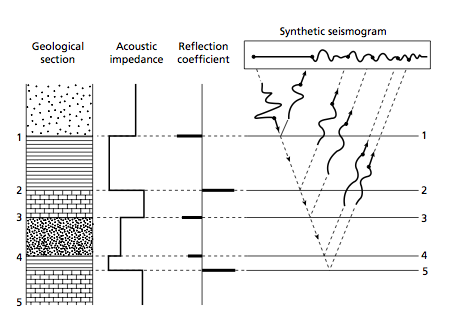 Synthetic seismogram
Geological section
Acoustic impedance
Reflection coefficient
1
2
3
4
5
1
2
3
4
5